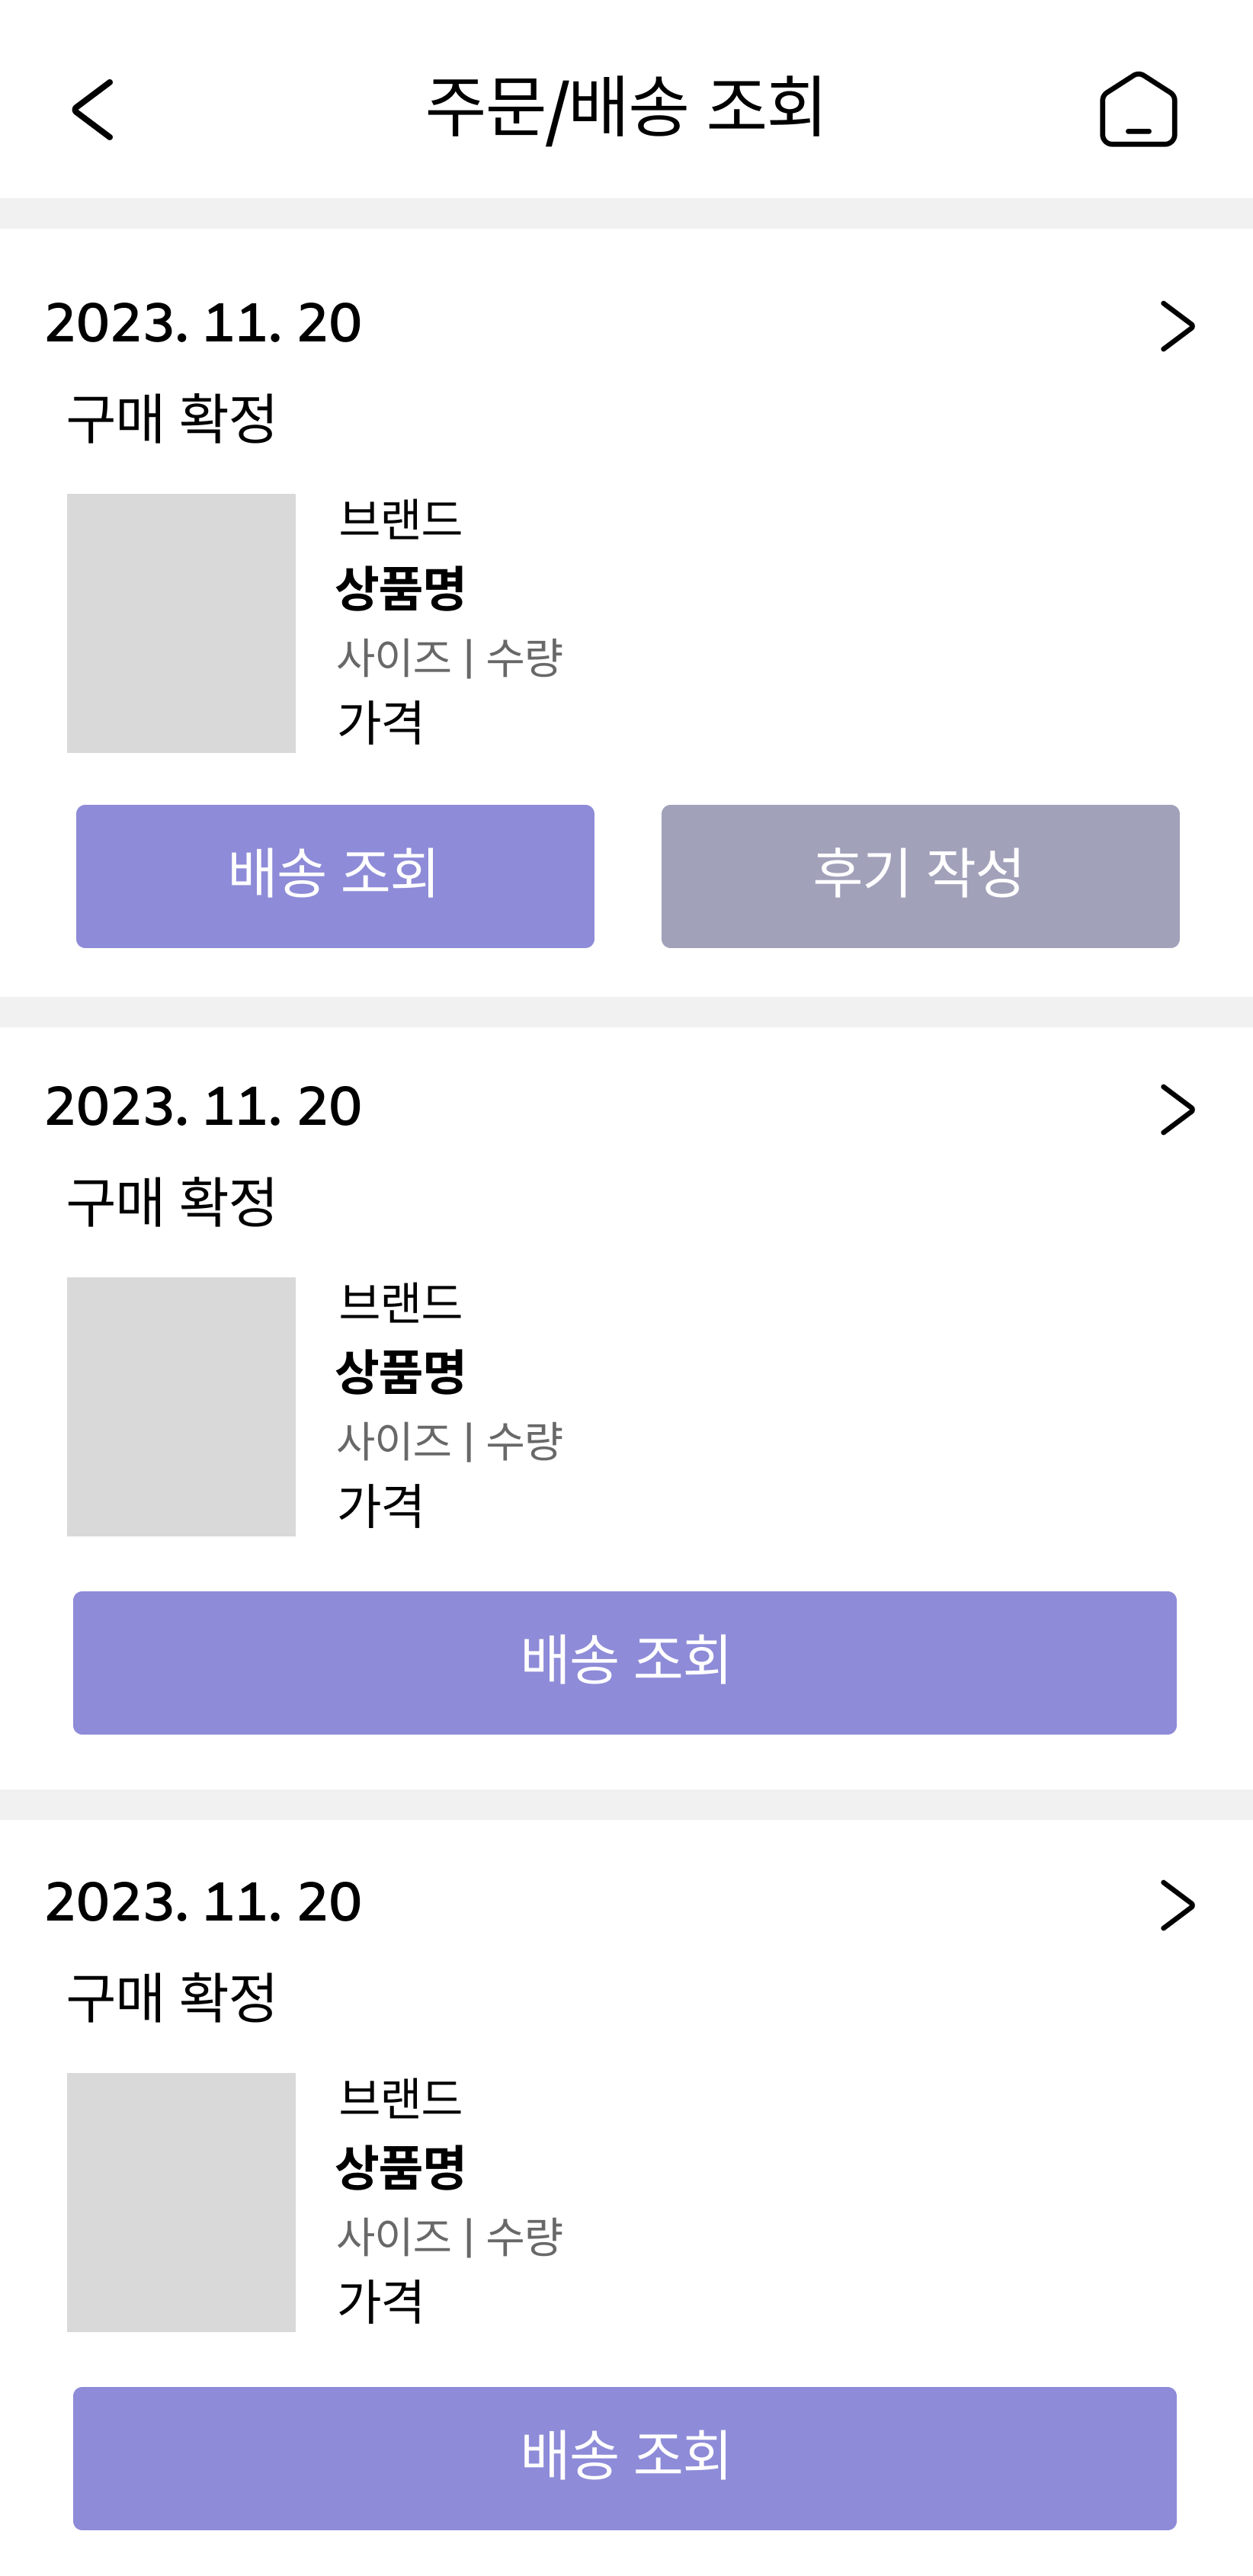 주문/배송 조회
2023. 11. 20
구매 확정
브랜드
상품명
사이즈 | 수량
가격
배송 조회 후기 작성
2023. 11. 20
구매 확정
브랜드
상품명
사이즈 | 수량
가격
배송 조회
2023. 11. 20
구매 확정
브랜드
상품명
사이즈 | 수량
가격
배송 조회